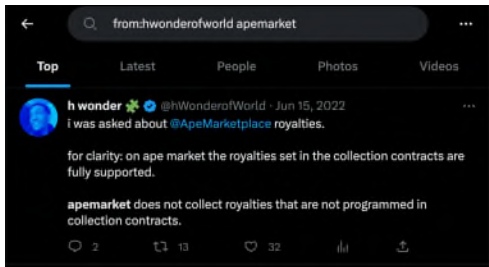 from:hwonderofworld apemarket
Top Latest People Photos Videos
h wonder @hWonderofWorld · Jun 15, 2022
i was asked about @ApeMarketplace royalties.
for clarity: on ape market the royalties set in the collection contracts are
fully supported.
apemarket does not collect royalties that are not programmed in
collection contracts.
2 13 32